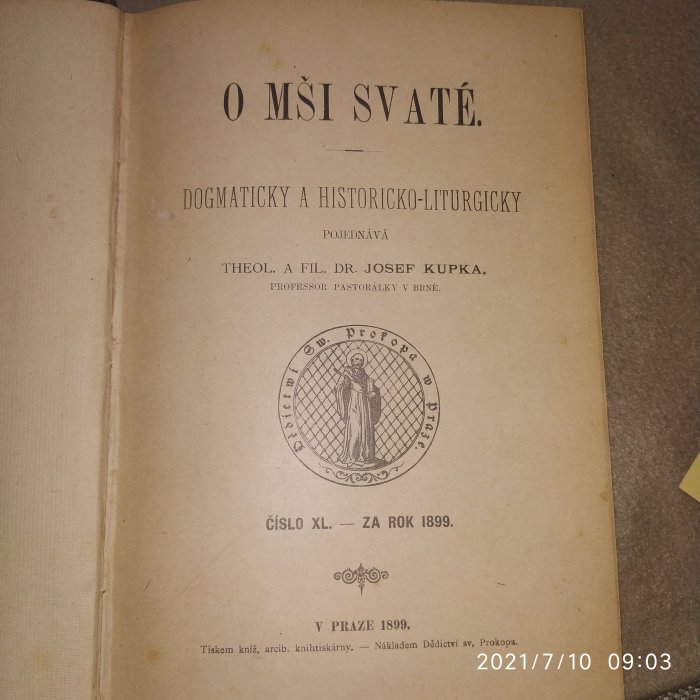 O MŠI SVATÉ.
DOGMATICKY A HISTORICKO-LITURGICKY
POJEDNÁVÁ
THEOL. A FIL. DR. JOSEF KUPKA,
PROFESSOR PASTORÁLKY V BRNĚ.
Dědictwí Sw. Prokopa w Praze.
ČÍSLO XL. — ZA ROK 1899.
V PRAZE 1899.
Tiskem kníž. arcib. knihtiskárny. — Nákladem Dědictví sv. Prokopa.
2021/7/10 09:03